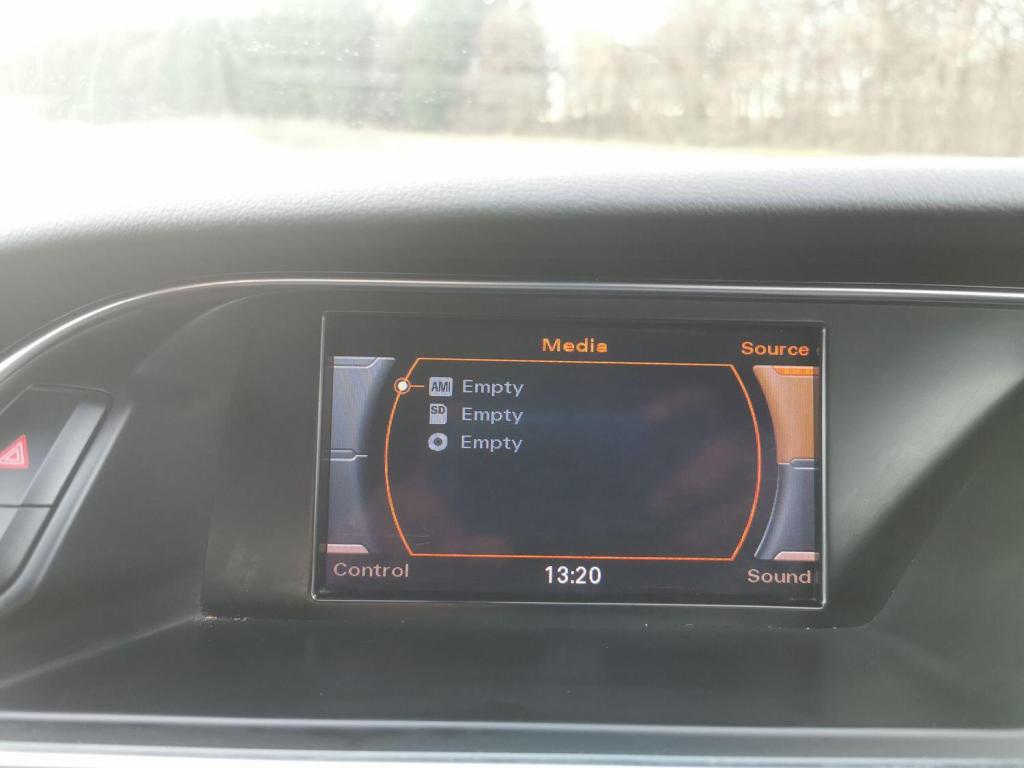 Media
Source
AMI Empty
SD Empty
Empty
Control
13:20
Sound